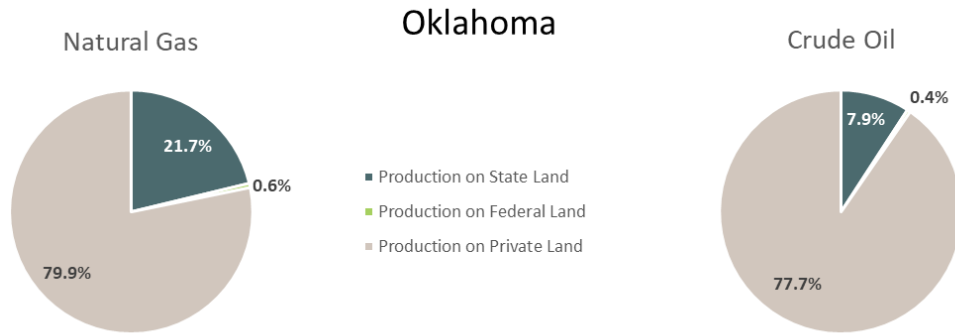 Oklahoma
Natural Gas
21.7%
0.6%
79.9%
Production on State Land
Production on Federal Land
Production on Private Land
Crude Oil
7.9%
0.4%
77.7%